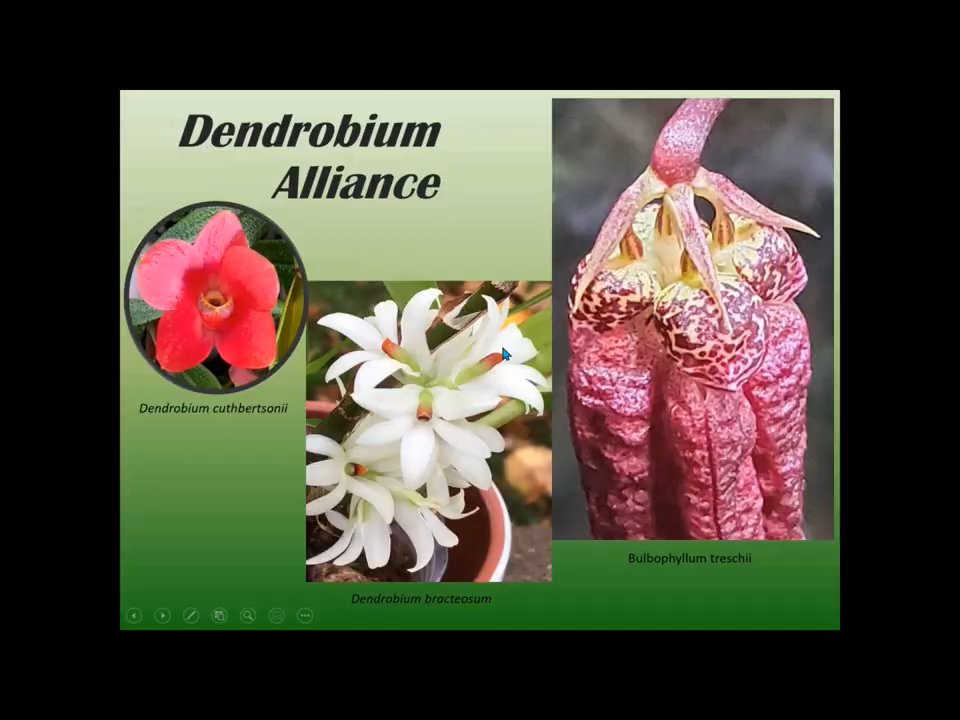 Dendrobium
Alliance
Dendrobium cuthbertsonii
Dendrobium bracteosum
Bulbophyllum treschii